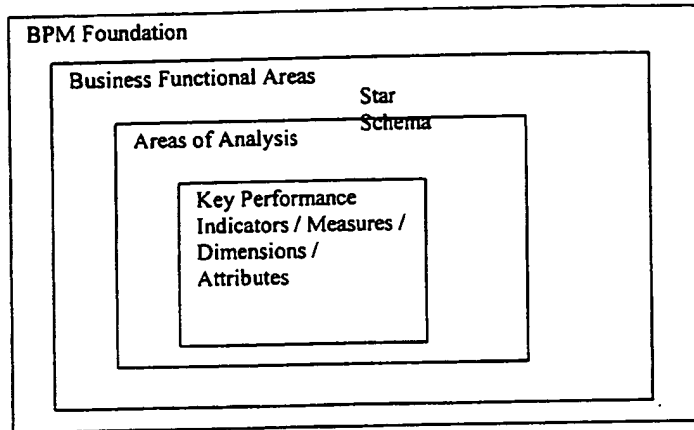 BPM Foundation
Business Functional Areas
Star
Schema
Areas of Analysis
Key Performance
Indicators / Measures /
Dimensions /
Attributes